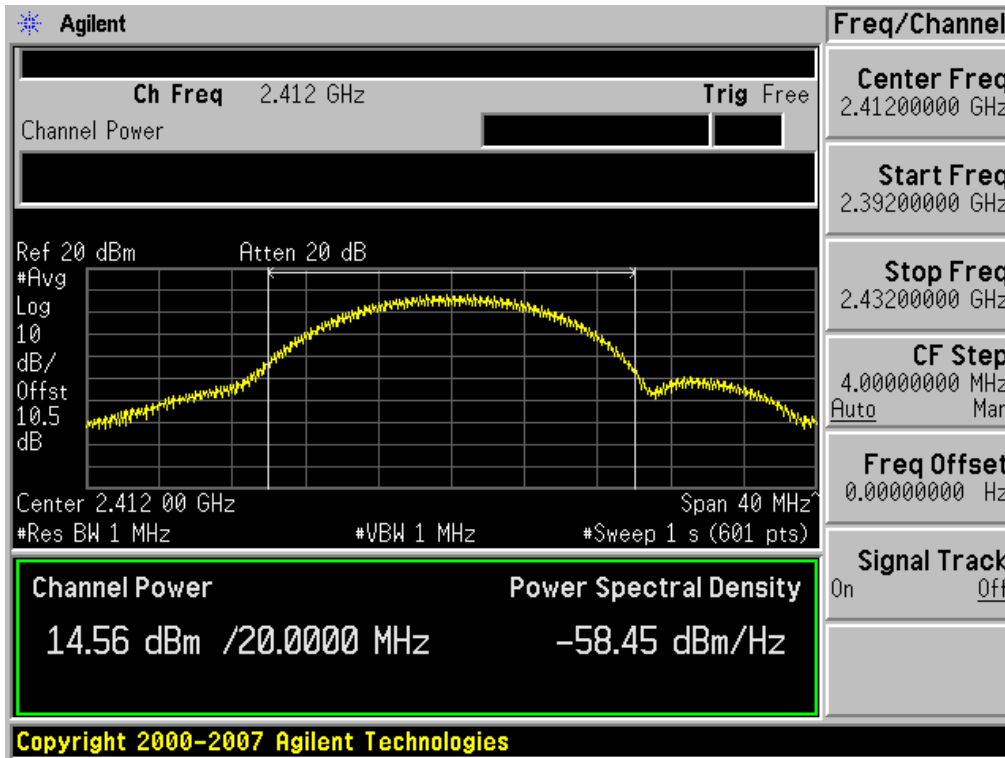 Agilent
Freq/Channel
Ch Freq 2.412 GHz Trig Free
Channel Power
Center Freq
2.41200000 GHz
Start Freq
2.39200000 GHz
Stop Freq
2.43200000 GHz
CF Step
4.00000000 MHz
Auto Man
Freq Offset
0.00000000 Hz
Signal Track
On Off
Ref 20 dBm Atten 20 dB
#Avg
Log
10
dB/
Offst
10.5
dB
Center 2.412 00 GHz Span 40 MHz^
#Res BW 1 MHz #VBW 1 MHz #Sweep 1 s (601 pts)
Channel Power Power Spectral Density
14.56 dBm /20.0000 MHz -58.45 dBm/Hz
Copyright 2000-2007 Agilent Technologies